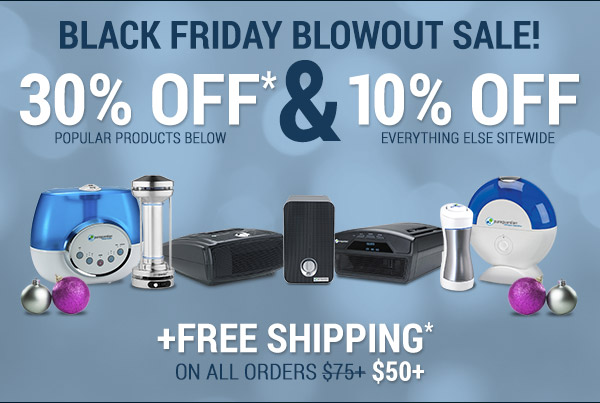 BLACK FRIDAY BLOWOUT SALE!
30% OFF* & 10% OFF
POPULAR PRODUCTS BELOW
EVERYTHING ELSE SITEWIDE
+FREE SHIPPING*
ON ALL ORDERS $75+ $50+